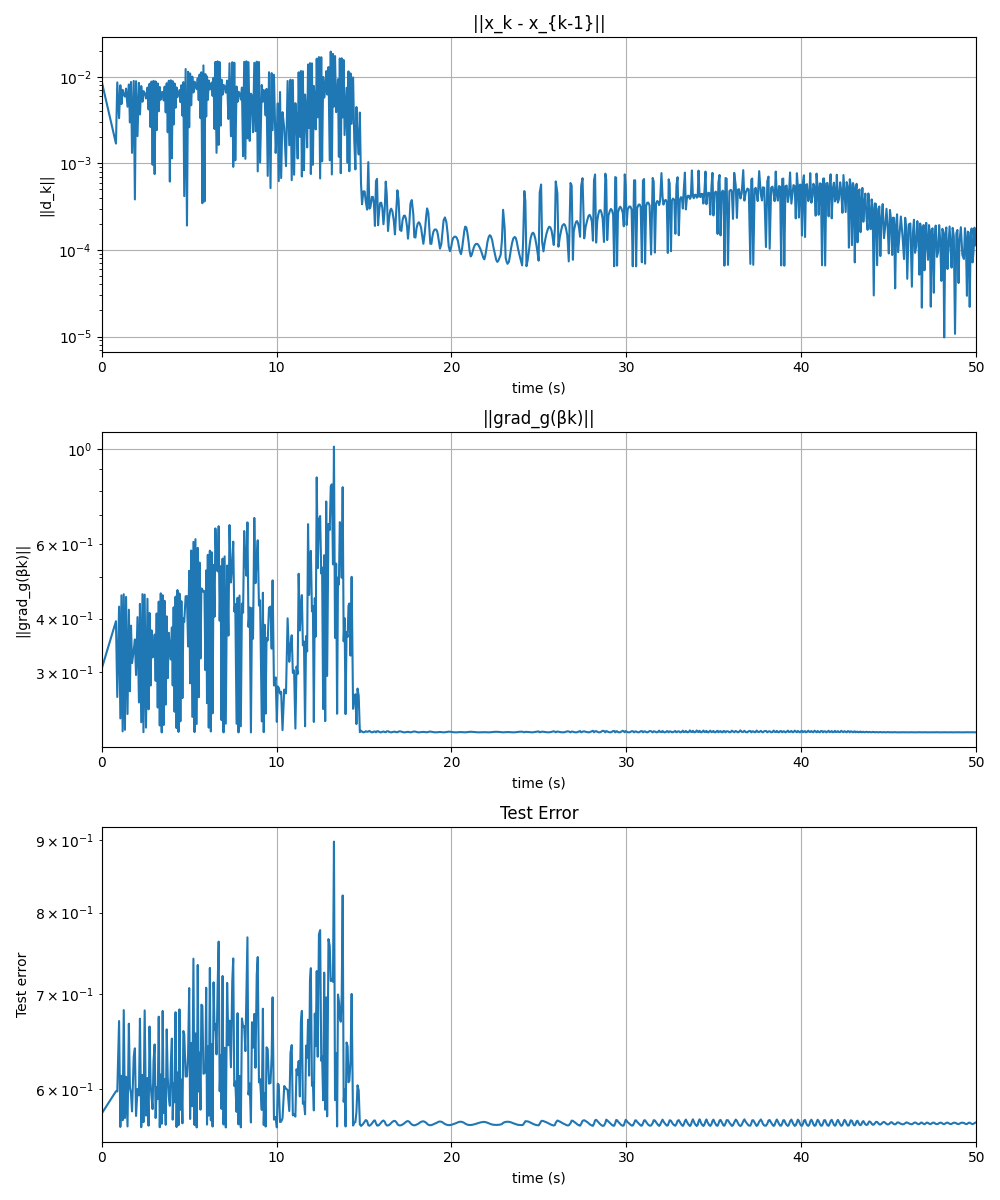 ||x_k - x_{k-1}||
10⁻²
10⁻³
10⁻⁴
10⁻⁵
||d_k||
0 10 20 30 40 50
time (s)
||grad_g(βk)||
10⁰
6 × 10⁻¹
4 × 10⁻¹
3 × 10⁻¹
||grad_g(βk)||
0 10 20 30 40 50
time (s)
Test Error
9 × 10⁻¹
8 × 10⁻¹
7 × 10⁻¹
6 × 10⁻¹
Test error
0 10 20 30 40 50
time (s)